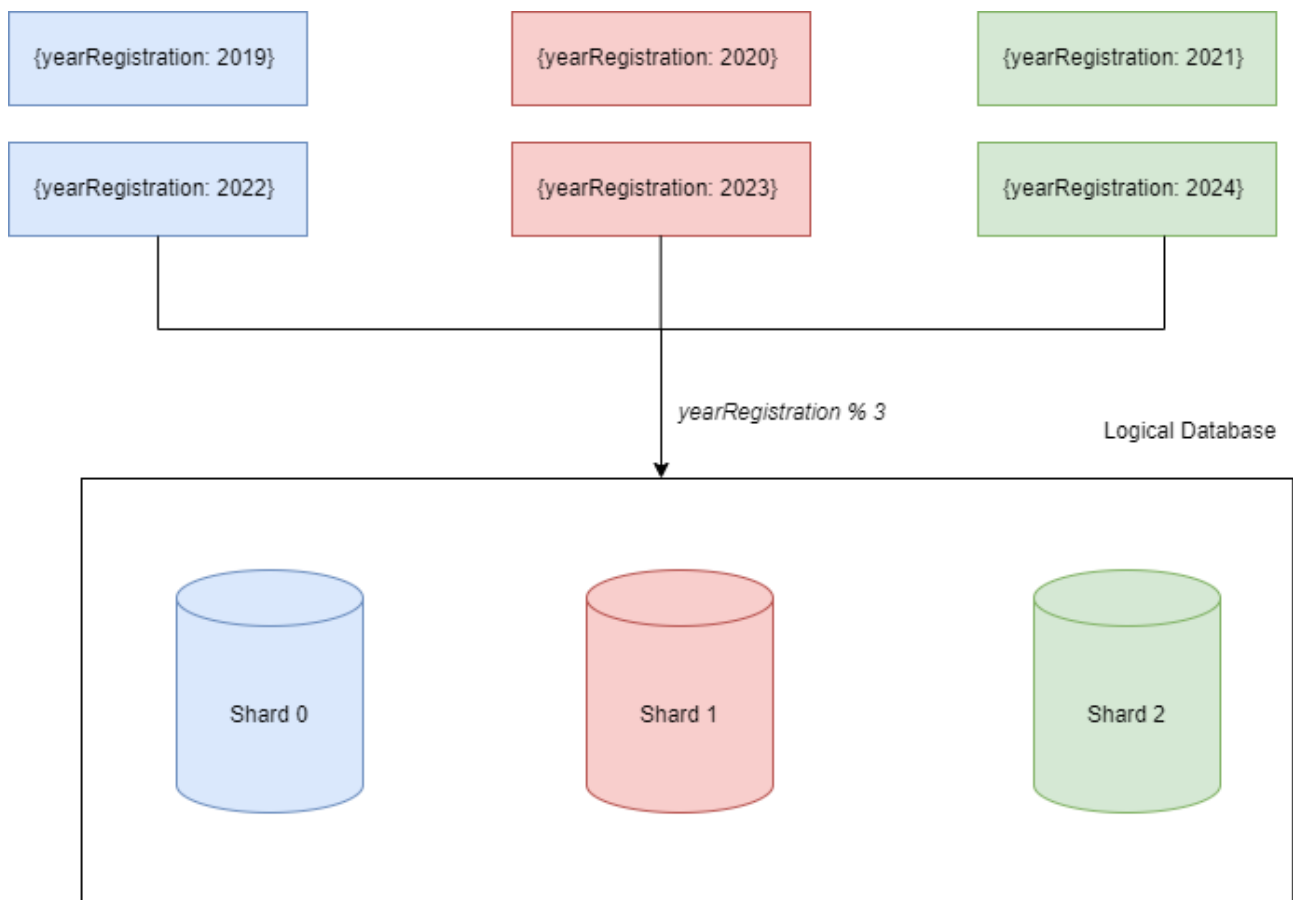 {yearRegistration: 2019}
{yearRegistration: 2020}
{yearRegistration: 2021}
{yearRegistration: 2022}
{yearRegistration: 2023}
{yearRegistration: 2024}
yearRegistration % 3
Logical Database
Shard 0
Shard 1
Shard 2